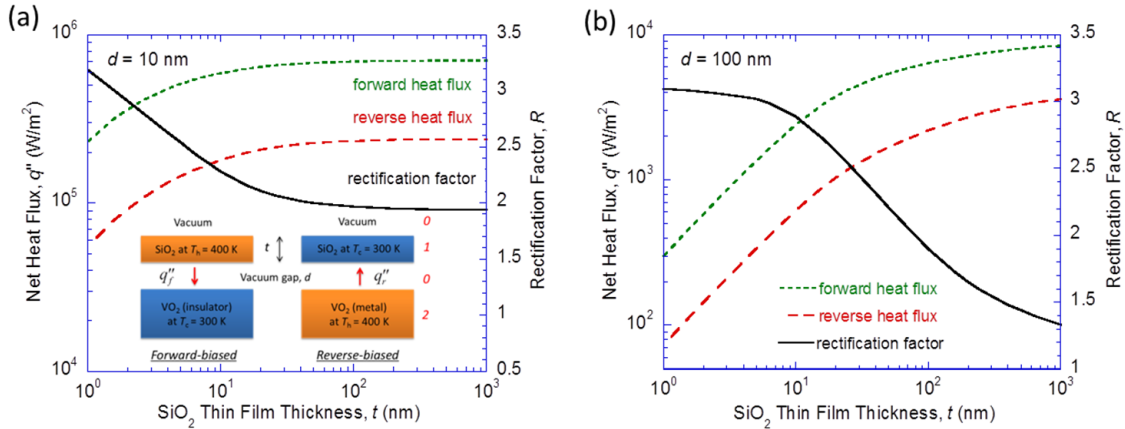 (a)
10⁶
10⁵
10⁴
Net Heat Flux, q" (W/m²)
d = 10 nm
forward heat flux
reverse heat flux
rectification factor
Vacuum
Vacuum
0
SiO₂ at Tₕ = 400 K
t
SiO₂ at T꜀ = 300 K
1
q″f
Vacuum gap, d
q″r
0
VO₂ (insulator)
at T꜀ = 300 K
VO₂ (metal)
at Tₕ = 400 K
2
Forward-biased
Reverse-biased
3.5
3
2.5
2
1.5
1
0.5
Rectification Factor, R
10⁰
10¹
10²
10³
SiO₂ Thin Film Thickness, t (nm)
(b)
10⁴
10³
10²
Net Heat Flux, q" (W/m²)
d = 100 nm
forward heat flux
reverse heat flux
rectification factor
3.5
3
2.5
2
1.5
1
Rectification Factor, R
10⁰
10¹
10²
10³
SiO₂ Thin Film Thickness, t (nm)